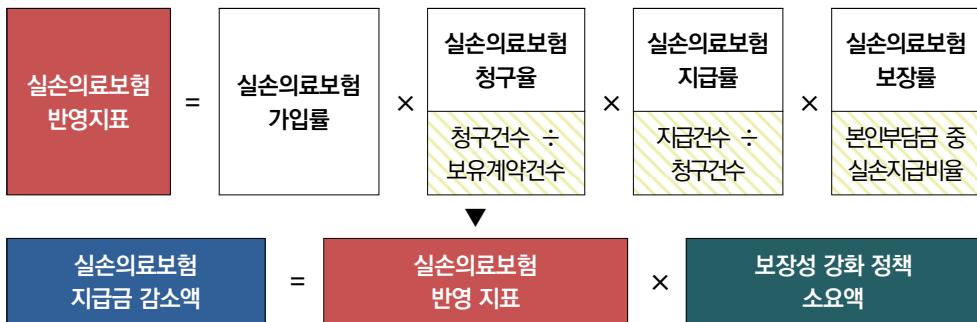 실손의료보험
반영지표
=
실손의료보험
가입률
×
실손의료보험
청구율
청구건수 ÷
보유계약건수
×
실손의료보험
지급률
지급건수 ÷
청구건수
×
실손의료보험
보장률
본인부담금 중
실손지급비율
▼
실손의료보험
지급금 감소액
=
실손의료보험
반영 지표
×
보장성 강화 정책
소요액